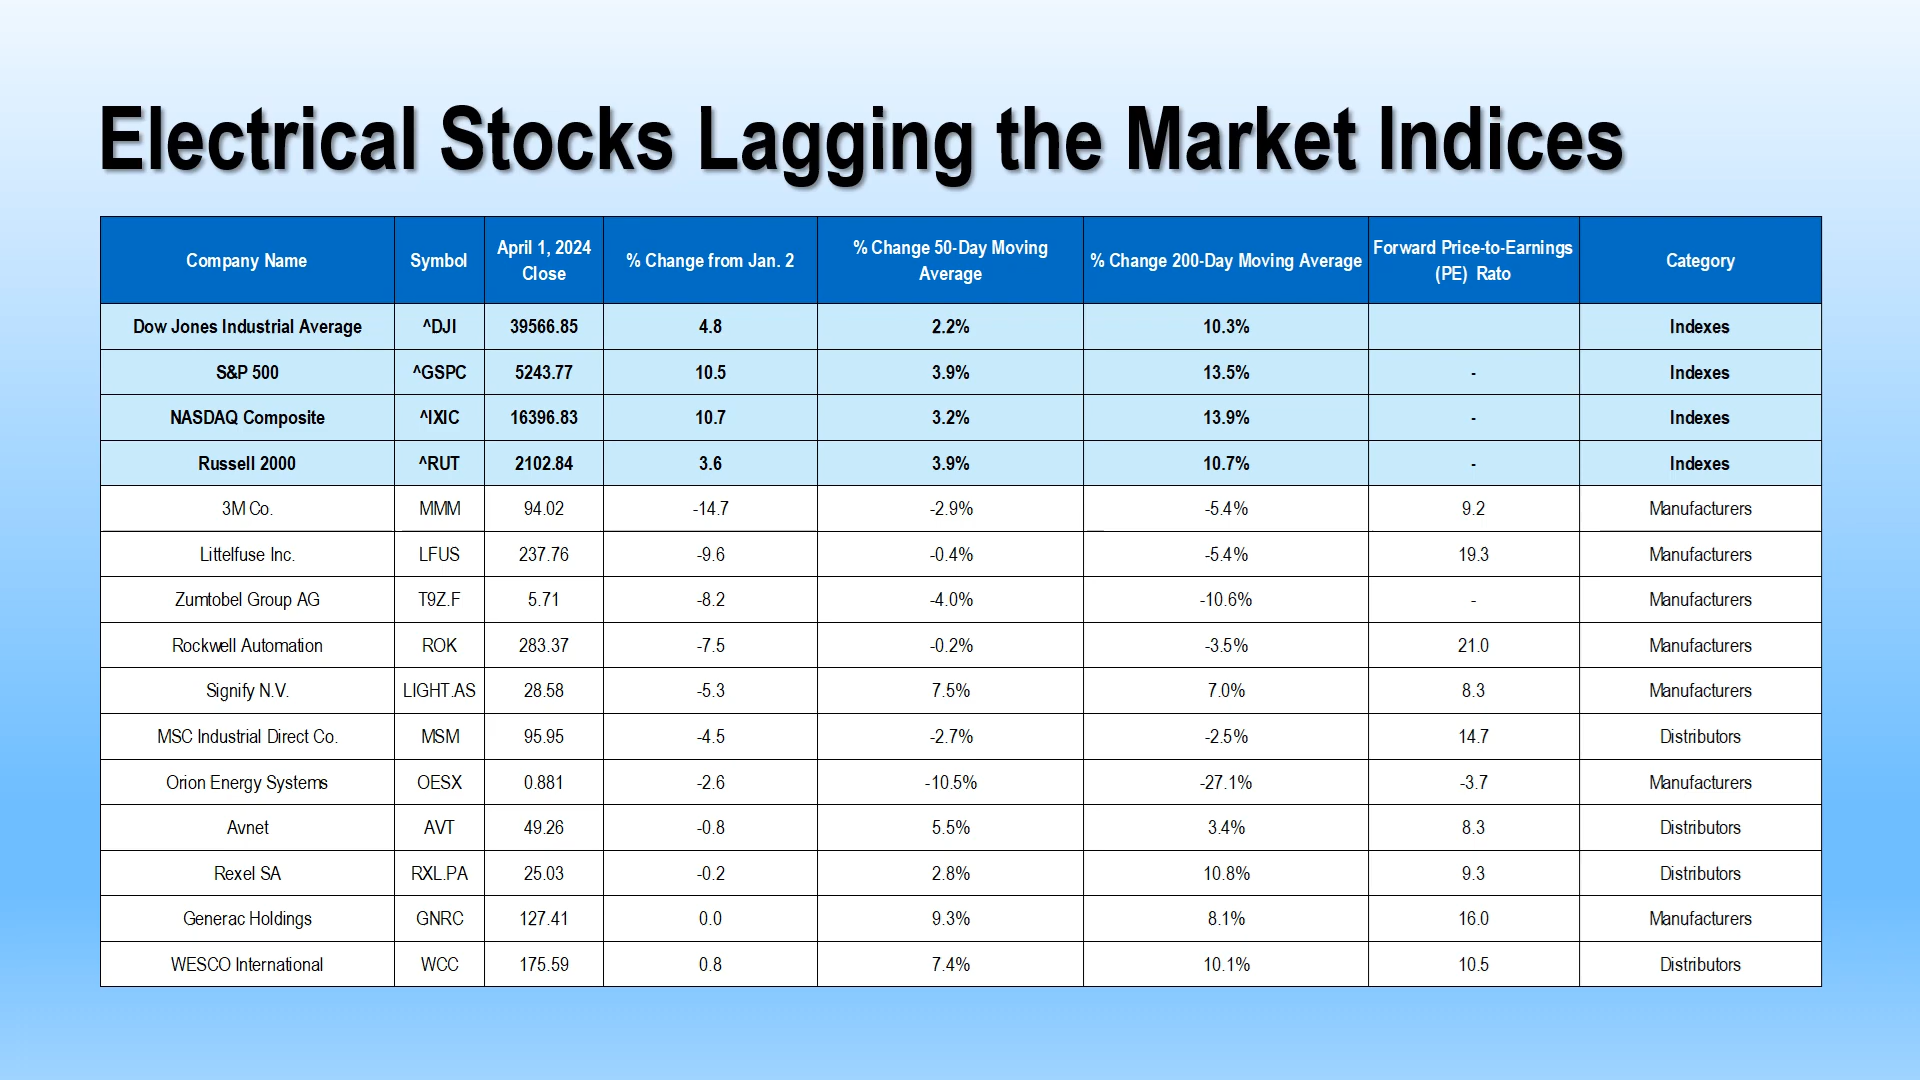 Electrical Stocks Lagging the Market Indices
Company Name Symbol April 1, 2024 Close % Change from Jan. 2 % Change 50-Day Moving Average % Change 200-Day Moving Average Forward Price-to-Earnings (PE) Rato Category
Dow Jones Industrial Average ^DJI 39566.85 4.8 2.2% 10.3% Indexes
S&P 500 ^GSPC 5243.77 10.5 3.9% 13.5% - Indexes
NASDAQ Composite ^IXIC 16396.83 10.7 3.2% 13.9% - Indexes
Russell 2000 ^RUT 2102.84 3.6 3.9% 10.7% - Indexes
3M Co. MMM 94.02 -14.7 -2.9% -5.4% 9.2 Manufacturers
Littelfuse Inc. LFUS 237.76 -9.6 -0.4% -5.4% 19.3 Manufacturers
Zumtobel Group AG T9Z.F 5.71 -8.2 -4.0% -10.6% - Manufacturers
Rockwell Automation ROK 283.37 -7.5 -0.2% -3.5% 21.0 Manufacturers
Signify N.V. LIGHT.AS 28.58 -5.3 7.5% 7.0% 8.3 Manufacturers
MSC Industrial Direct Co. MSM 95.95 -4.5 -2.7% -2.5% 14.7 Distributors
Orion Energy Systems OESX 0.881 -2.6 -10.5% -27.1% -3.7 Manufacturers
Avnet AVT 49.26 -0.8 5.5% 3.4% 8.3 Distributors
Rexel SA RXL.PA 25.03 -0.2 2.8% 10.8% 9.3 Distributors
Generac Holdings GNRC 127.41 0.0 9.3% 8.1% 16.0 Manufacturers
WESCO International WCC 175.59 0.8 7.4% 10.1% 10.5 Distributors